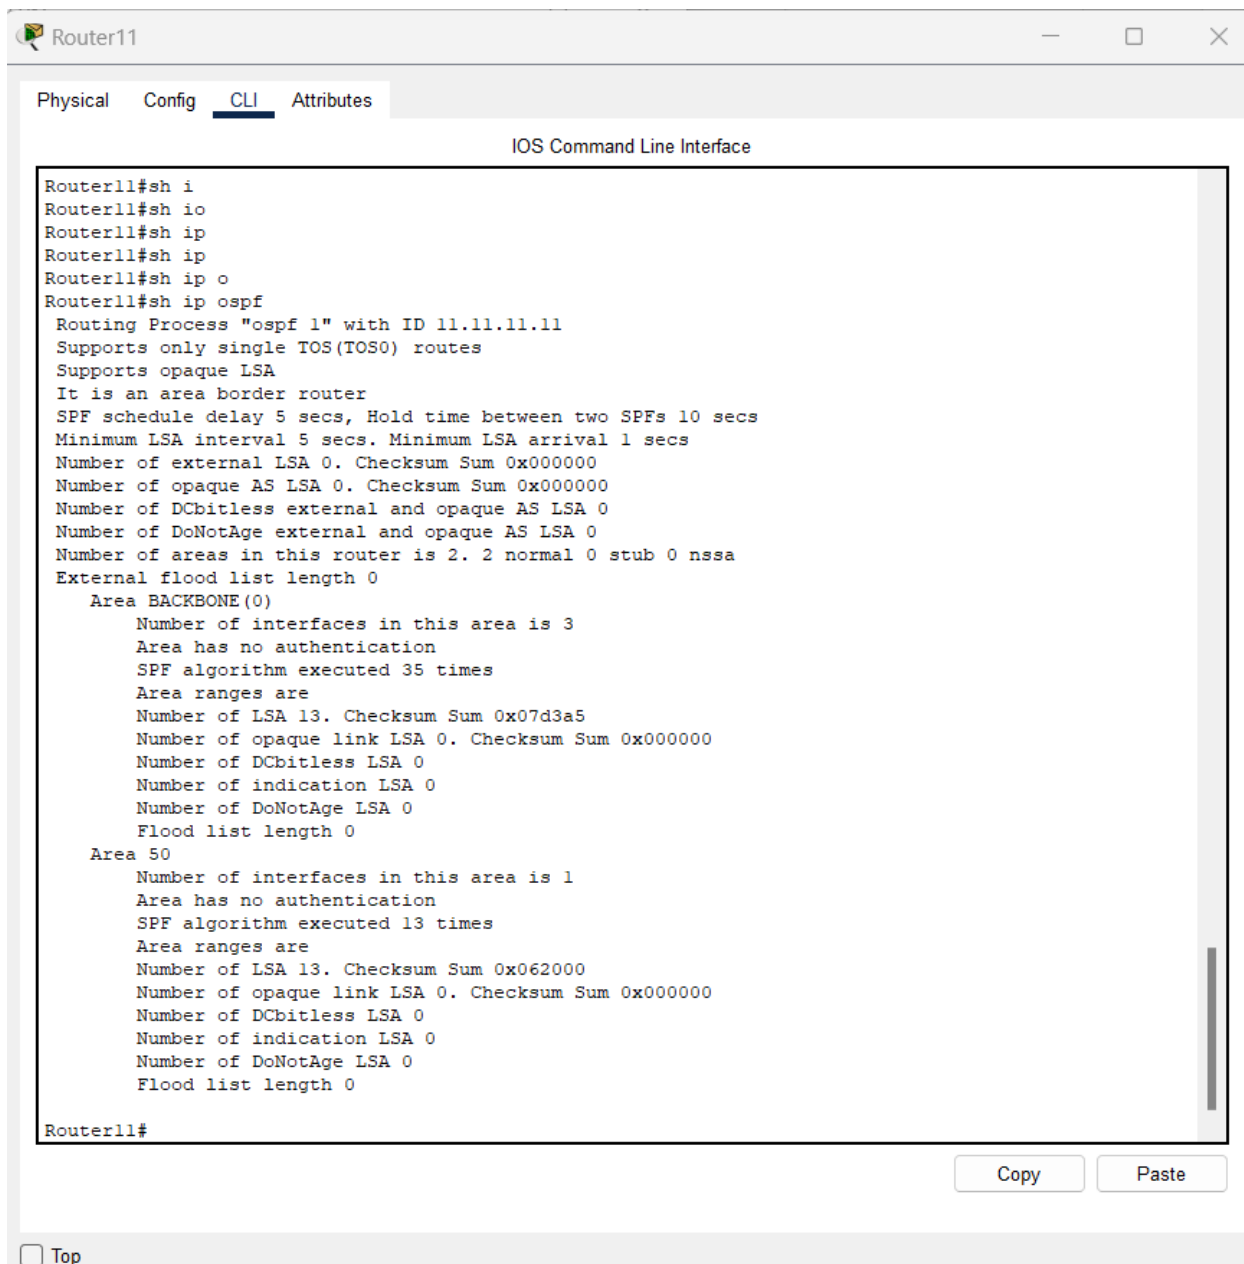 Router11
Physical Config CLI Attributes
IOS Command Line Interface
Router11#sh i
Router11#sh io
Router11#sh ip
Router11#sh ip
Router11#sh ip o
Router11#sh ip ospf
Routing Process "ospf 1" with ID 11.11.11.11
Supports only single TOS(TOS0) routes
Supports opaque LSA
It is an area border router
SPF schedule delay 5 secs, Hold time between two SPFs 10 secs
Minimum LSA interval 5 secs. Minimum LSA arrival 1 secs
Number of external LSA 0. Checksum Sum 0x000000
Number of opaque AS LSA 0. Checksum Sum 0x000000
Number of DCbitless external and opaque AS LSA 0
Number of DoNotAge external and opaque AS LSA 0
Number of areas in this router is 2. 2 normal 0 stub 0 nssa
External flood list length 0
Area BACKBONE(0)
Number of interfaces in this area is 3
Area has no authentication
SPF algorithm executed 35 times
Area ranges are
Number of LSA 13. Checksum Sum 0x07d3a5
Number of opaque link LSA 0. Checksum Sum 0x000000
Number of DCbitless LSA 0
Number of indication LSA 0
Number of DoNotAge LSA 0
Flood list length 0
Area 50
Number of interfaces in this area is 1
Area has no authentication
SPF algorithm executed 13 times
Area ranges are
Number of LSA 13. Checksum Sum 0x062000
Number of opaque link LSA 0. Checksum Sum 0x000000
Number of DCbitless LSA 0
Number of indication LSA 0
Number of DoNotAge LSA 0
Flood list length 0
Router11#
Copy Paste
Top